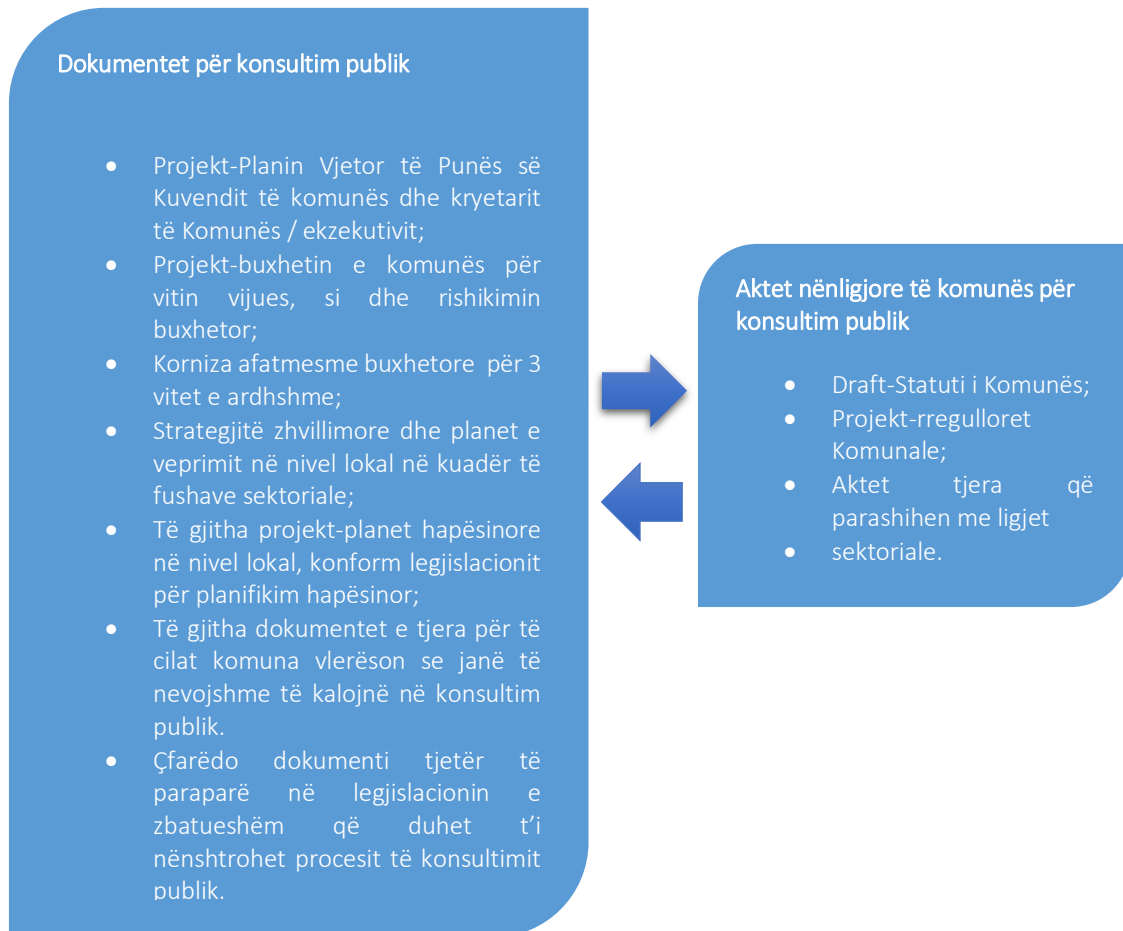 Dokumentet për konsultim publik
• Projekt-Planin Vjetor të Punës së
Kuvendit të komunës dhe kryetarit
të Komunës / ekzekutivit;
• Projekt-buxhetin e komunës për
vitin vijues, si dhe rishikimin
buxhetor;
• Korniza afatmesme buxhetore për 3
vitet e ardhshme;
• Strategjitë zhvillimore dhe planet e
veprimit në nivel lokal në kuadër të
fushave sektoriale;
• Të gjitha projekt-planet hapësinore
në nivel lokal, konform legjislacionit
për planifikim hapësinor;
• Të gjitha dokumentet e tjera për të
cilat komuna vlerëson se janë të
nevojshme të kalojnë në konsultim
publik.
• Çfarëdo dokumenti tjetër të
paraparë në legjislacionin e
zbatueshëm që duhet t’i
nënshtrohet procesit të konsultimit
publik.
Aktet nënligjore të komunës për
konsultim publik
• Draft-Statuti i Komunës;
• Projekt-rregulloret
Komunale;
• Aktet tjera që
parashihen me ligjet
• sektoriale.